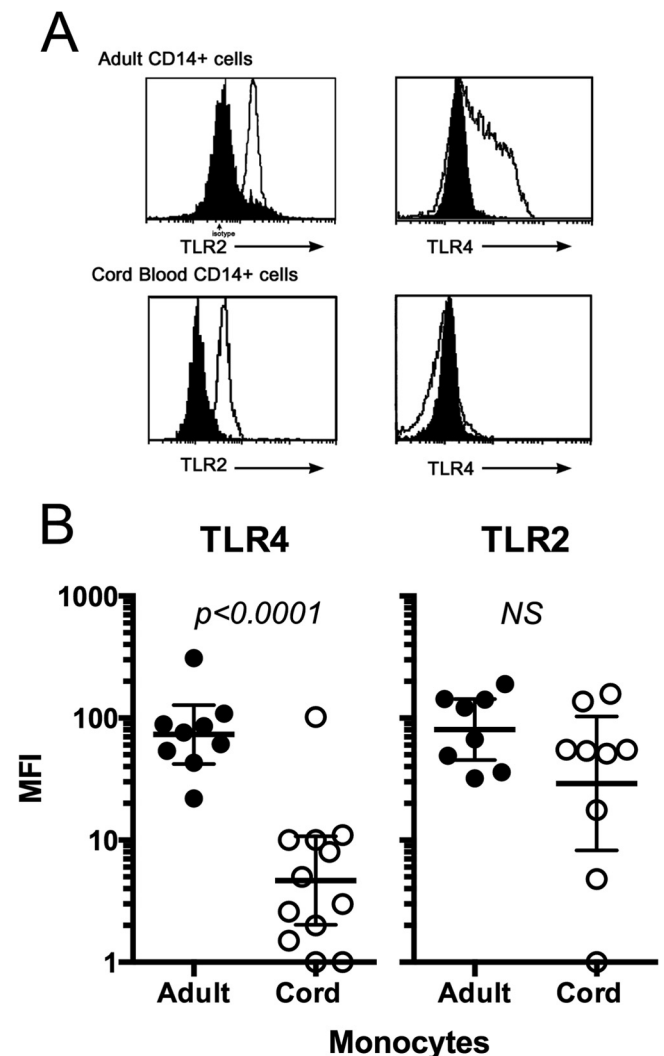 A
Adult CD14+ cells
isotype
TLR2
TLR4
Cord Blood CD14+ cells
TLR2
TLR4
B
TLR4
TLR2
1000
p<0.0001
NS
100
MFI
10
1
Adult
Cord
Adult
Cord
Monocytes